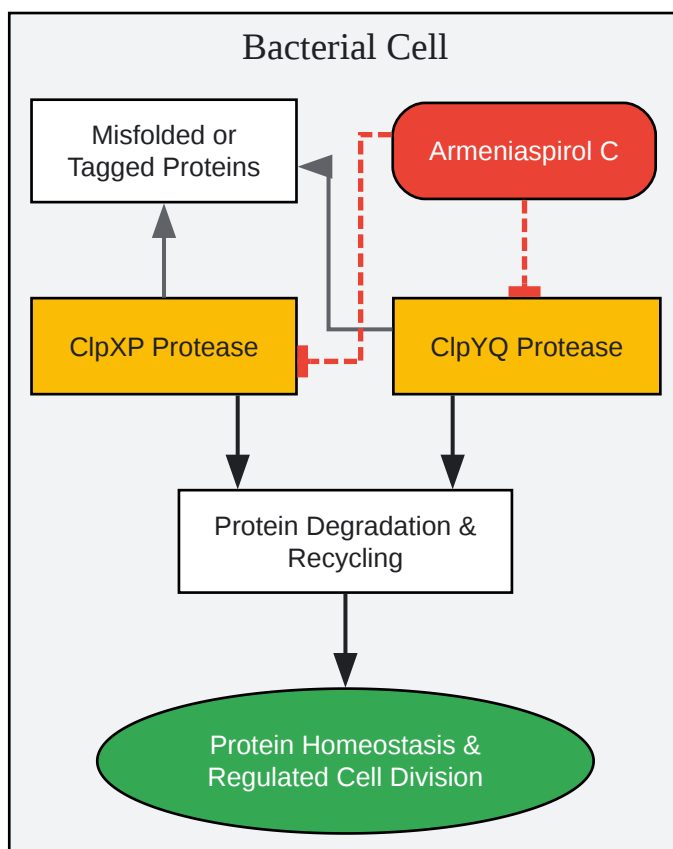 Bacterial Cell
Misfolded or
Tagged Proteins
Armeniaspirol C
ClpXP Protease
ClpYQ Protease
Protein Degradation &
Recycling
Protein Homeostasis &
Regulated Cell Division